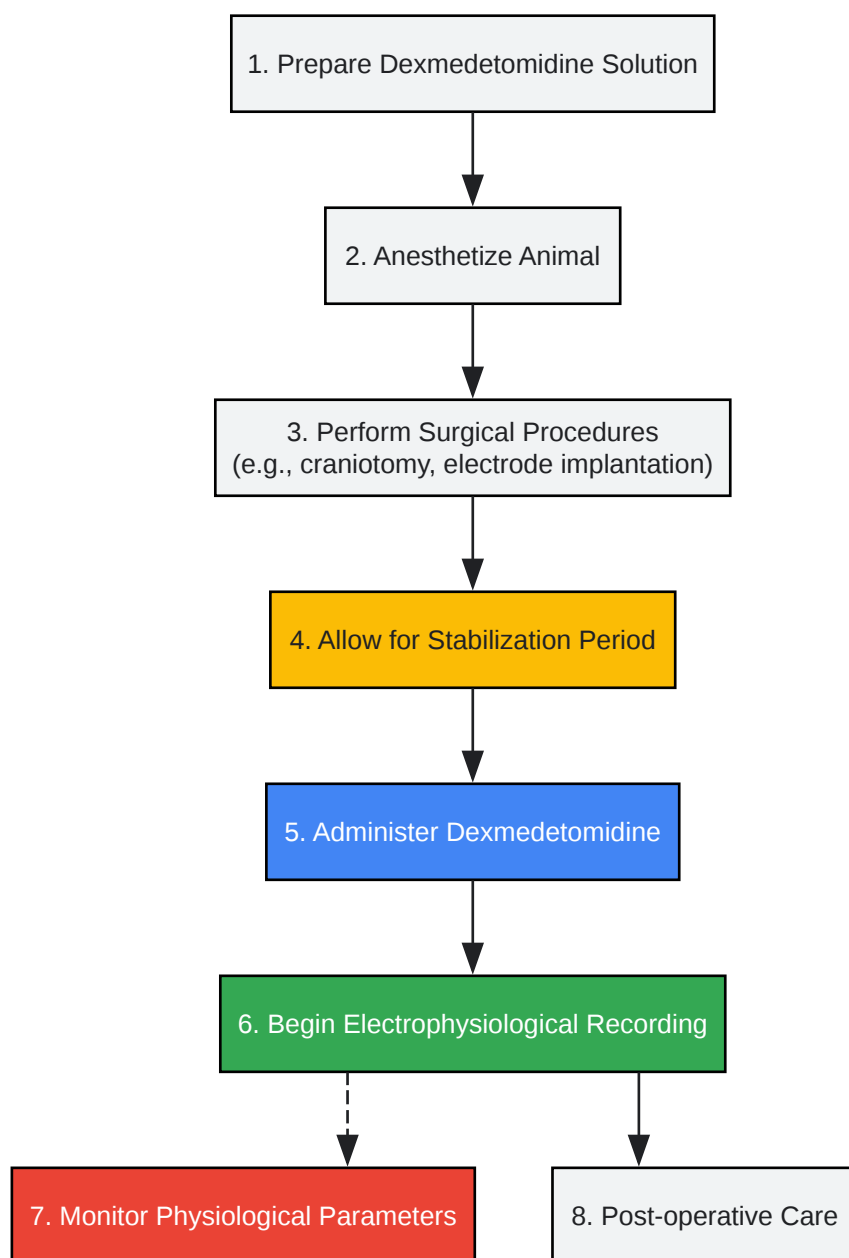 1. Prepare Dexmedetomidine Solution
2. Anesthetize Animal
3. Perform Surgical Procedures
(e.g., craniotomy, electrode implantation)
4. Allow for Stabilization Period
5. Administer Dexmedetomidine
6. Begin Electrophysiological Recording
7. Monitor Physiological Parameters
8. Post-operative Care